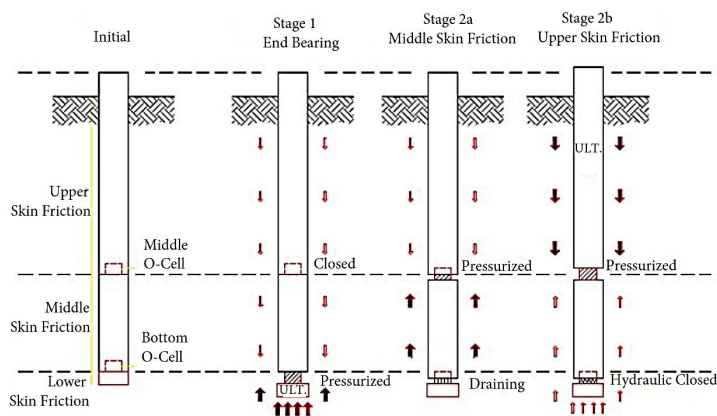 Initial
Stage 1
End Bearing
Stage 2a
Middle Skin Friction
Stage 2b
Upper Skin Friction
ULT.
Upper
Skin Friction
Middle
O-Cell
Closed
Pressurized
Pressurized
Middle
Skin Friction
Bottom
O-Cell
Lower
Skin Friction
Pressurized
ULT.
Draining
Hydraulic Closed